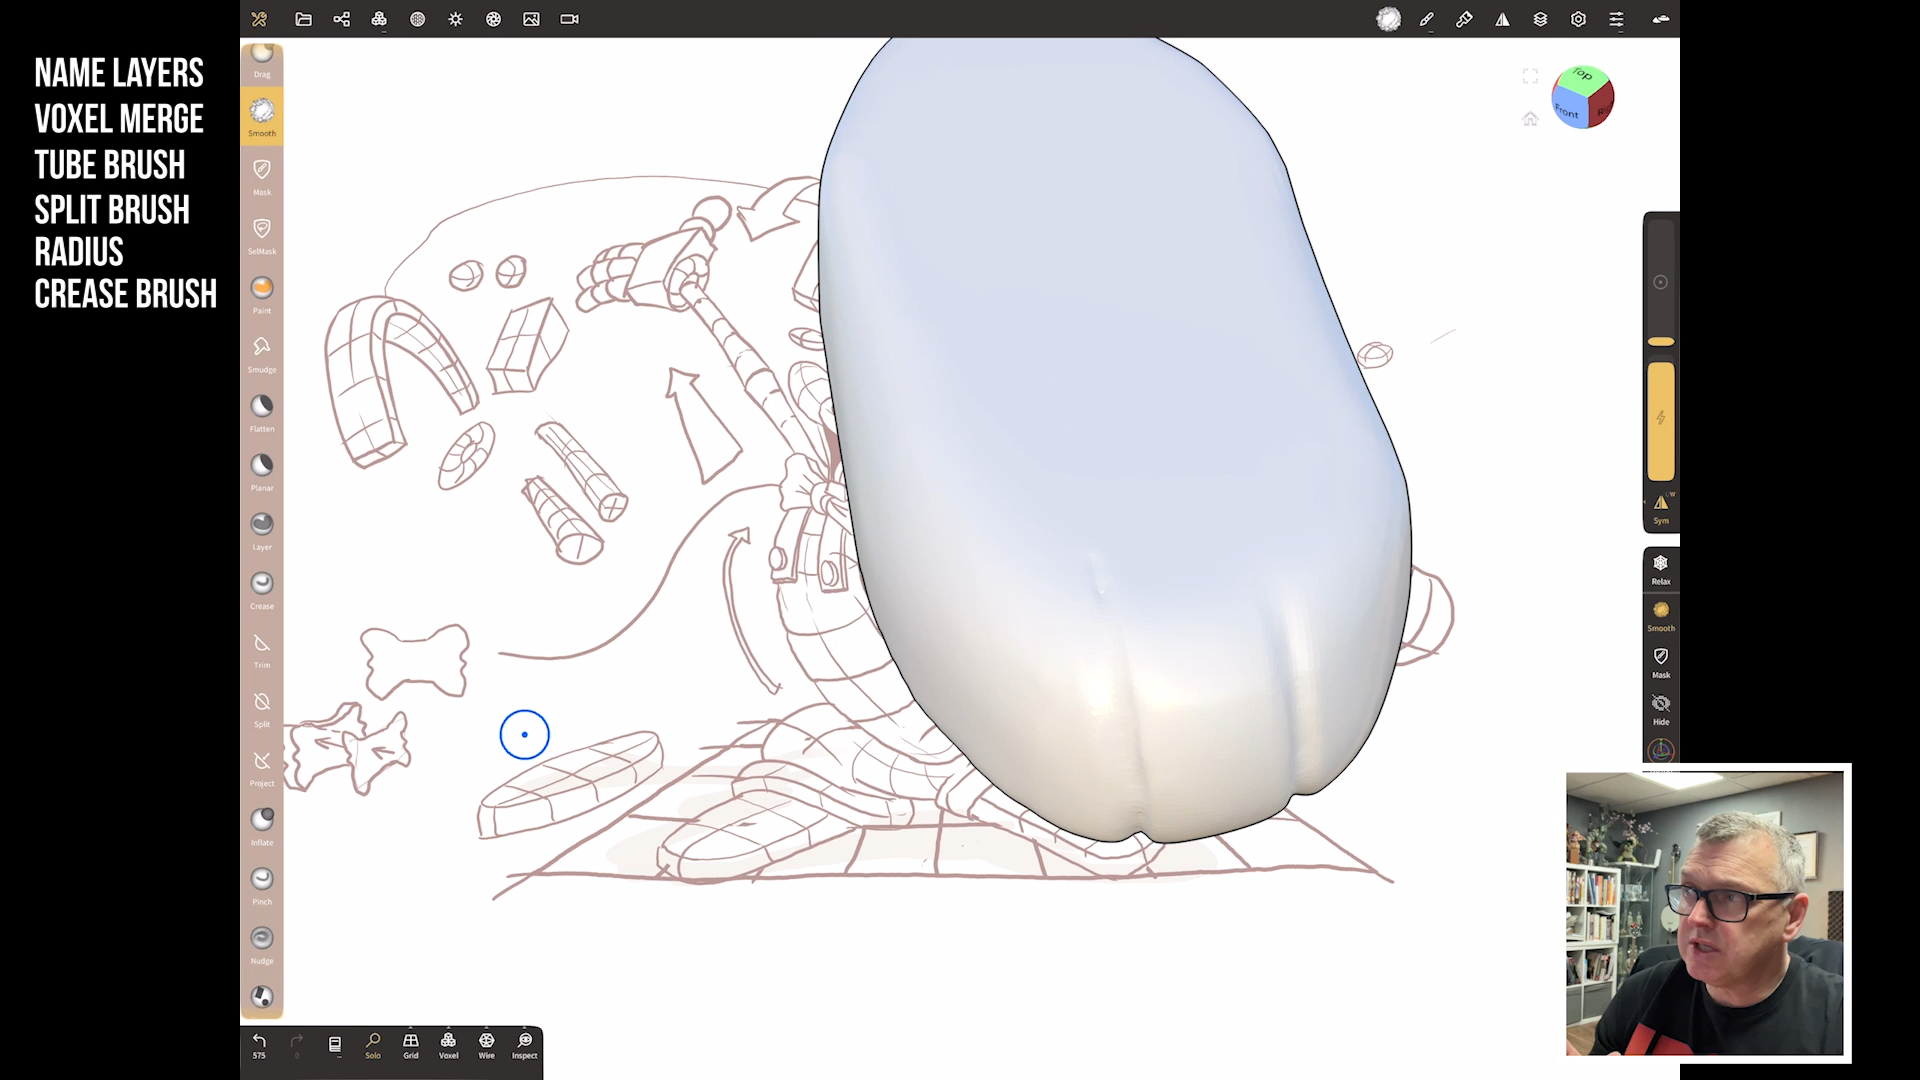 NAME LAYERS
VOXEL MERGE
TUBE BRUSH
SPLIT BRUSH
RADIUS
CREASE BRUSH
Drag
Smooth
Mask
SelMask
Paint
Smudge
Flatten
Planar
Layer
Crease
Trim
Split
Project
Inflate
Pinch
Nudge
575
0
Solo
Grid
Voxel
Wire
Inspect
Top
Front
Sym
Relax
Smooth
Mask
Hide